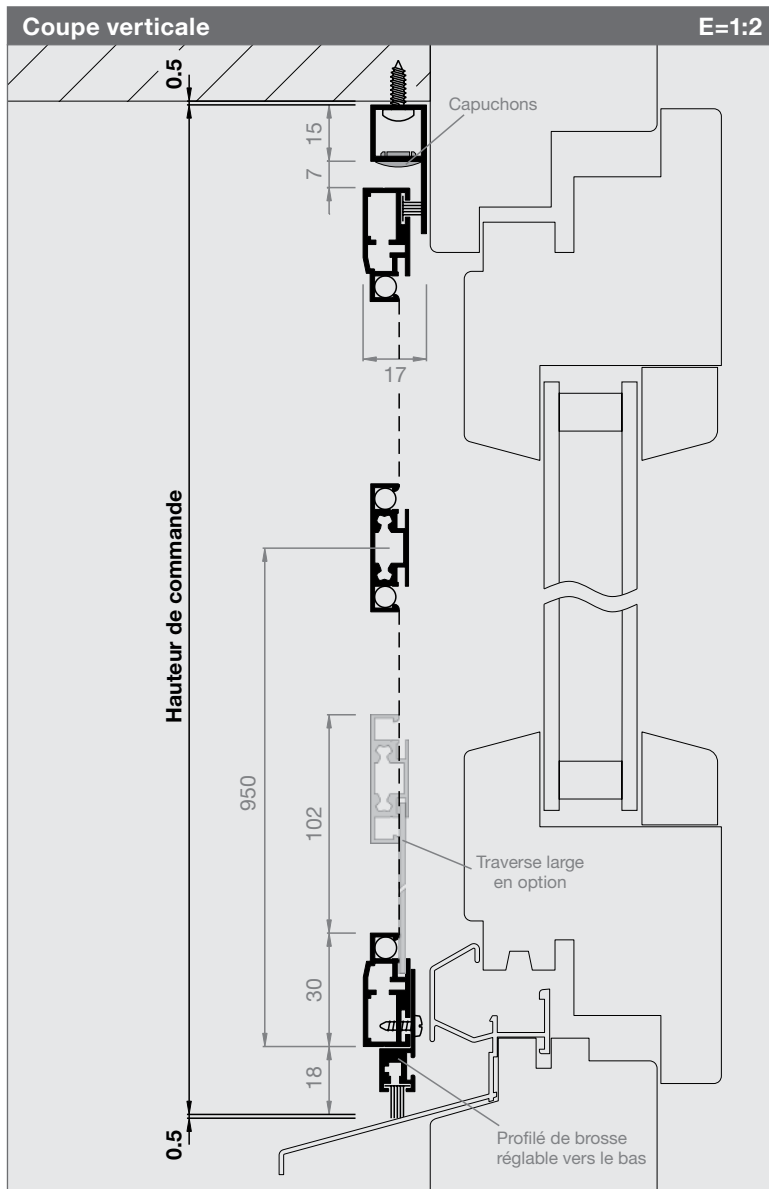 Coupe verticale E=1:2
0.5
Capuchons
15
7
17
Hauteur de commande
950
102
Traverse large
en option
30
18
Profilé de brosse
réglable vers le bas
0.5